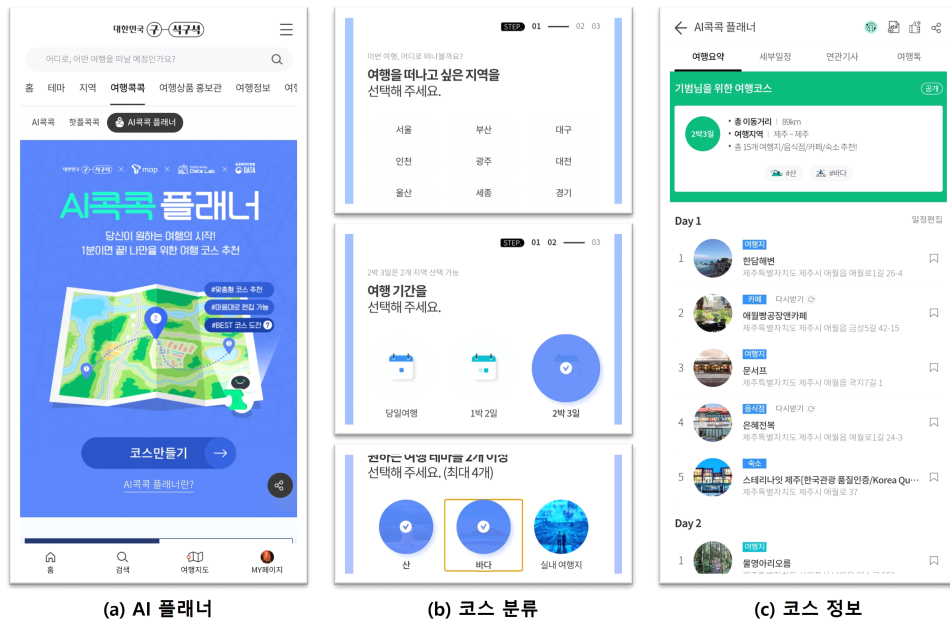 대한민국 구석구석
어디로, 어떤 여행을 떠날 예정인가요?
홈 테마 지역 여행콕콕 여행상품 홍보관 여행정보
AI콕콕 핫플콕콕 AI콕콕 플래너
대한민국 구석구석 × T map × Data Lab × DATA
AI콕콕 플래너
당신이 원하는 여행의 시작!
1분이면 끝! 나만을 위한 여행 코스 추천
#맞춤형 코스 추천
#마음대로 편집 가능
#BEST 코스 도전 ?
2
1
코스만들기 →
AI콕콕 플래너란?
홈 검색 여행지도 MY페이지
(a) AI 플래너
STEP 01 02 03
이번 여행, 어디로 떠나볼까요?
여행을 떠나고 싶은 지역을
선택해 주세요.
서울 부산 대구
인천 광주 대전
울산 세종 경기
STEP 01 02 03
2박 3일은 2개 지역 선택 가능
여행 기간을
선택해 주세요.
당일여행 1박 2일 2박 3일
원하는 여행 테마를 2개 이상
선택해 주세요. (최대 4개)
산 바다 실내 여행지
(b) 코스 분류
AI콕콕 플래너
여행요약 세부일정 연관기사 여행톡
기범님을 위한 여행코스 공개
2박3일
• 총 이동거리 | 89km
• 여행지역 | 제주 - 제주
• 총 15개 여행지/음식점/카페/숙소 추천!
#산 #바다
Day 1 일정편집
1 여행지
한담해변
제주특별자치도 제주시 애월읍 애월로1길 26-4
2 카페 다시받기
애월빵공장앤카페
제주특별자치도 제주시 애월읍 금성5길 42-15
3 여행지
문서프
제주특별자치도 제주시 애월읍 곽지7길 1
4 음식점 다시받기
은혜전복
제주특별자치도 제주시 애월읍 애월로1길 24-3
5 숙소
스테리나잇 제주[한국관광 품질인증/Korea Qu···
제주특별자치도 제주시 애월읍 애월로 37
Day 2
1 여행지
물영아리오름
(c) 코스 정보